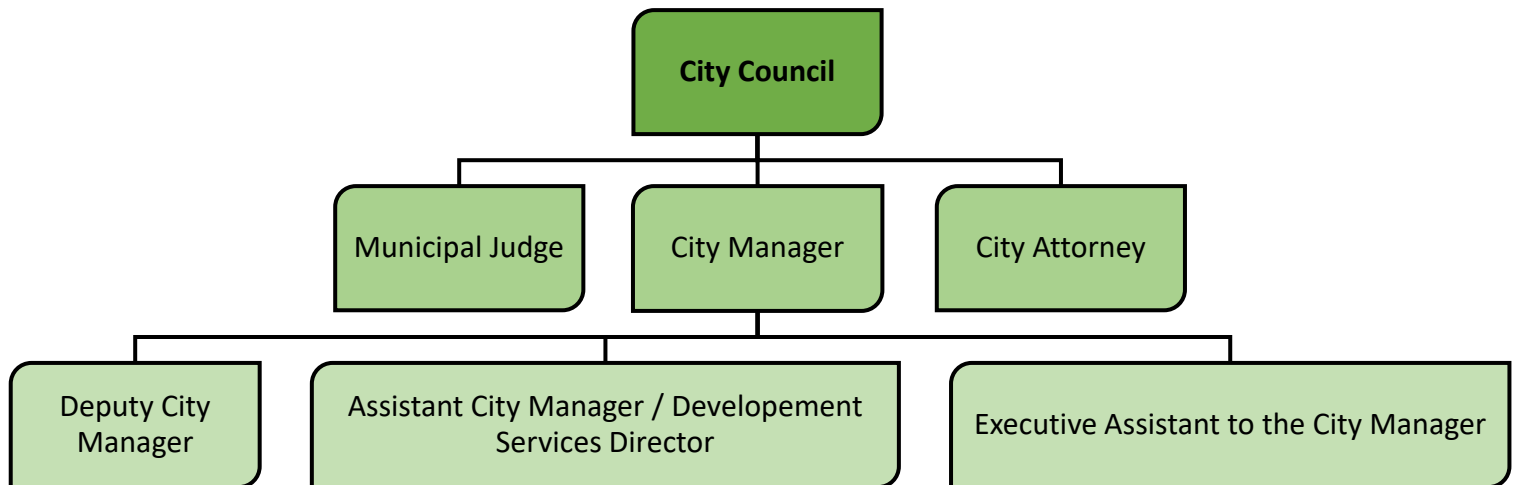 City Council
Municipal Judge
City Manager
City Attorney
Deputy City
Manager
Assistant City Manager / Developement
Services Director
Executive Assistant to the City Manager